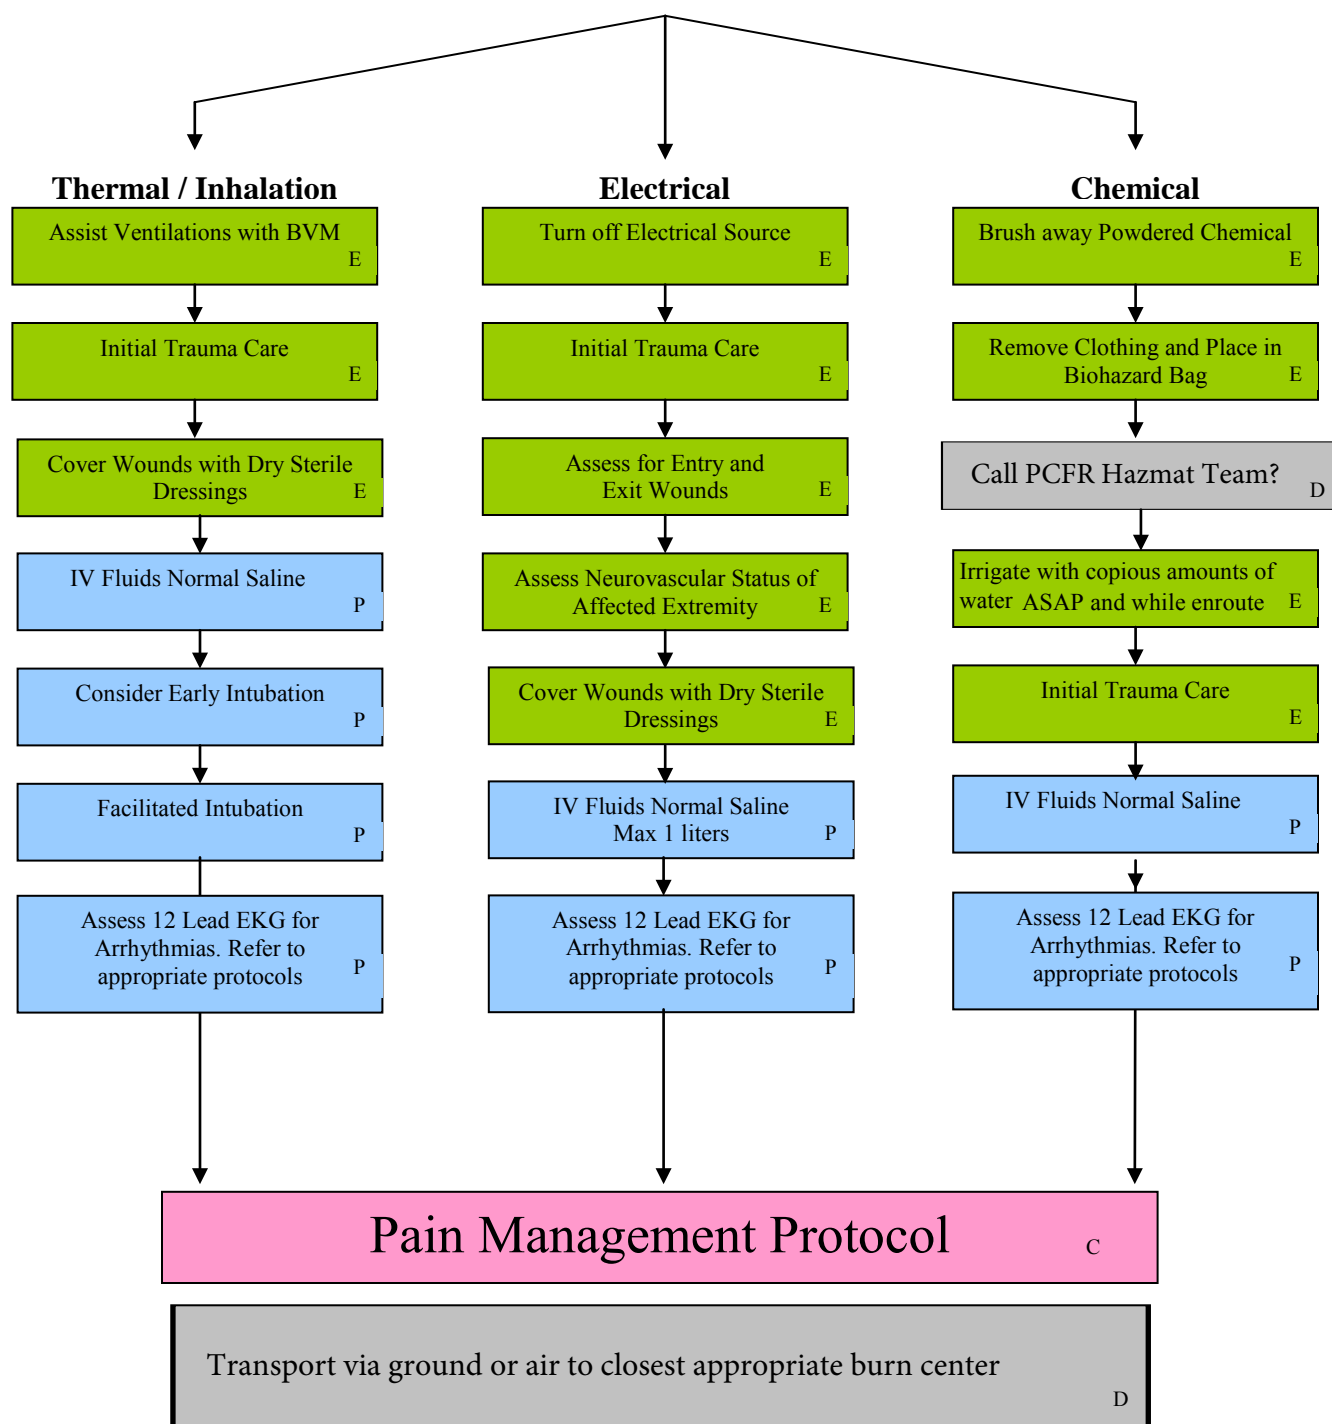 Thermal / Inhalation
Assist Ventilations with BVM
E
Initial Trauma Care
E
Cover Wounds with Dry Sterile
Dressings
E
IV Fluids Normal Saline
P
Consider Early Intubation
P
Facilitated Intubation
P
Assess 12 Lead EKG for
Arrhythmias. Refer to
appropriate protocols
P
Electrical
Turn off Electrical Source
E
Initial Trauma Care
E
Assess for Entry and
Exit Wounds
E
Assess Neurovascular Status of
Affected Extremity
E
Cover Wounds with Dry Sterile
Dressings
E
IV Fluids Normal Saline
Max 1 liters
P
Assess 12 Lead EKG for
Arrhythmias. Refer to
appropriate protocols
P
Chemical
Brush away Powdered Chemical
E
Remove Clothing and Place in
Biohazard Bag
E
Call PCFR Hazmat Team?
D
Irrigate with copious amounts of
water ASAP and while enroute
E
Initial Trauma Care
E
IV Fluids Normal Saline
P
Assess 12 Lead EKG for
Arrhythmias. Refer to
appropriate protocols
P
Pain Management Protocol
C
Transport via ground or air to closest appropriate burn center
D